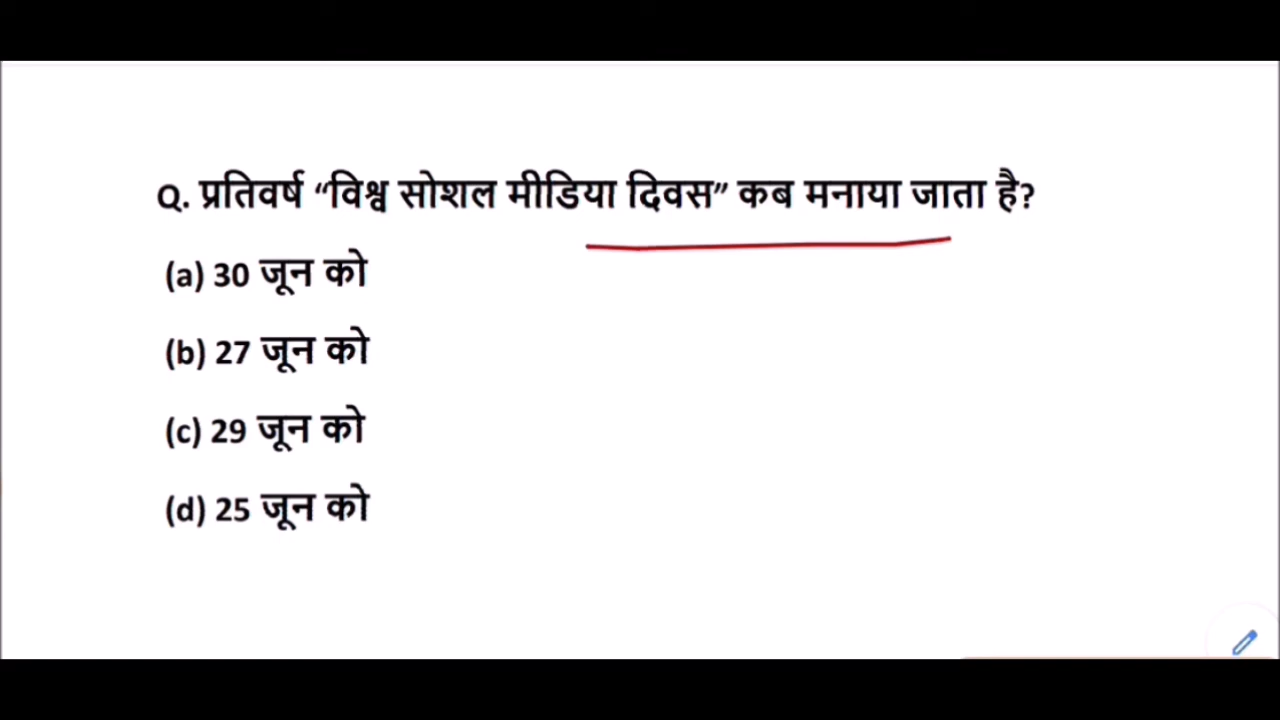 Q. प्रतिवर्ष “विश्व सोशल मीडिया दिवस” कब मनाया जाता है?
(a) 30 जून को
(b) 27 जून को
(c) 29 जून को
(d) 25 जून को